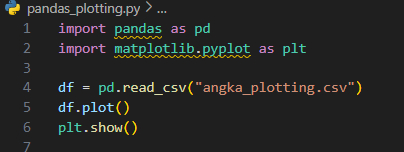 pandas_plotting.py > ...
1 import pandas as pd
2 import matplotlib.pyplot as plt
3
4 df = pd.read_csv("angka_plotting.csv")
5 df.plot()
6 plt.show()
7